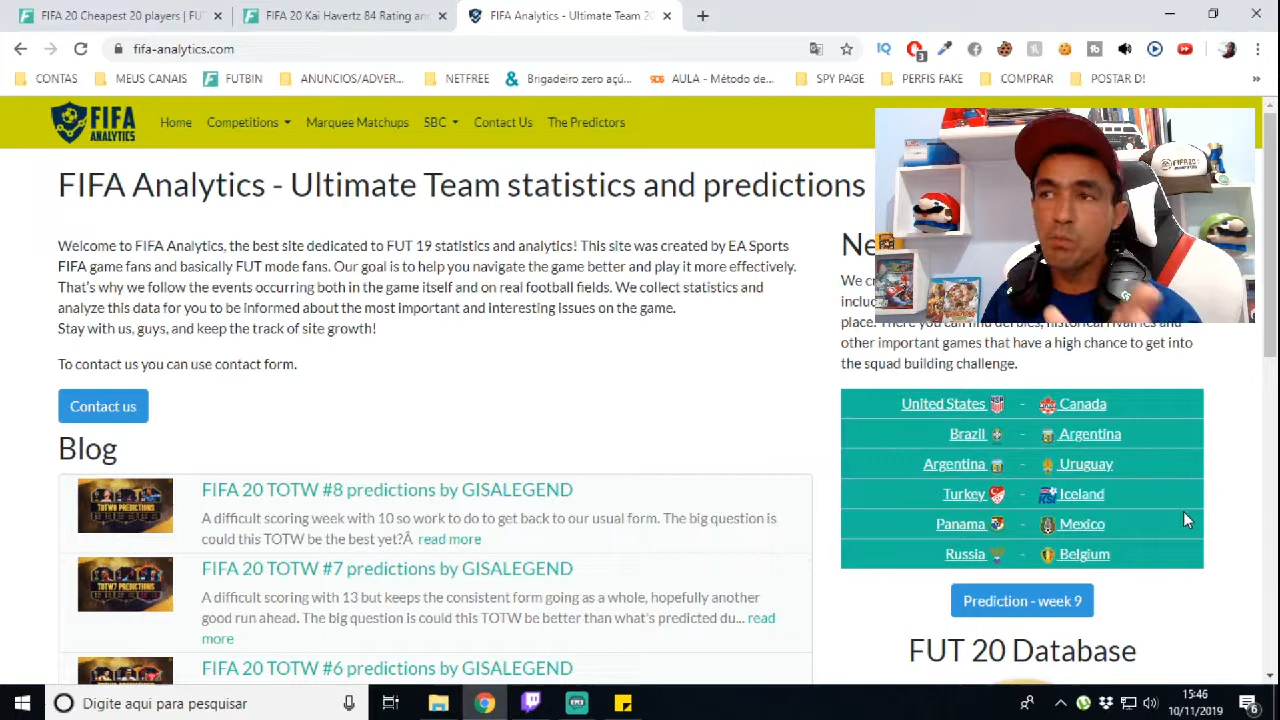 FIFA 20 Cheapest 20 players | FU
FIFA 20 Kai Havertz 84 Rating an
FIFA Analytics - Ultimate Team 2
fifa-analytics.com
3
CONTAS
MEUS CANAIS
FUTBIN
ANUNCIOS/ADVER...
NETFREE
Brigadeiro zero açú...
AULA - Método de...
SPY PAGE
PERFIS FAKE
COMPRAR
POSTAR D!
FIFA
ANALYTICS
Home
Competitions
Marquee Matchups
SBC
Contact Us
The Predictors
FIFA Analytics - Ultimate Team statistics and predictions
Welcome to FIFA Analytics, the best site dedicated to FUT 19 statistics and analytics! This site was created by EA Sports
FIFA game fans and basically FUT mode fans. Our goal is to help you navigate the game better and play it more effectively.
That's why we follow the events occurring both in the game itself and on real football fields. We collect statistics and
analyze this data for you to be informed about the most important and interesting issues on the game.
Stay with us, guys, and keep the track of site growth!
To contact us you can use contact form.
Contact us
Blog
FIFA 20 TOTW #8 predictions by GISALEGEND
A difficult scoring week with 10 so work to do to get back to our usual form. The big question is
could this TOTW be the best yet?Â read more
FIFA 20 TOTW #7 predictions by GISALEGEND
A difficult scoring with 13 but keeps the consistent form going as a whole, hopefully another
good run ahead. The big question is could this TOTW be better than what's predicted du... read
more
FIFA 20 TOTW #6 predictions by GISALEGEND
Ne
We cr
inclu
place. There you can find derbies, historical rivalries and
other important games that have a high chance to get into
the squad building challenge.
United States - Canada
Brazil - Argentina
Argentina - Uruguay
Turkey - Iceland
Panama - Mexico
Russia - Belgium
Prediction - week 9
FUT 20 Database
Digite aqui para pesquisar
15:46
10/11/2019
6